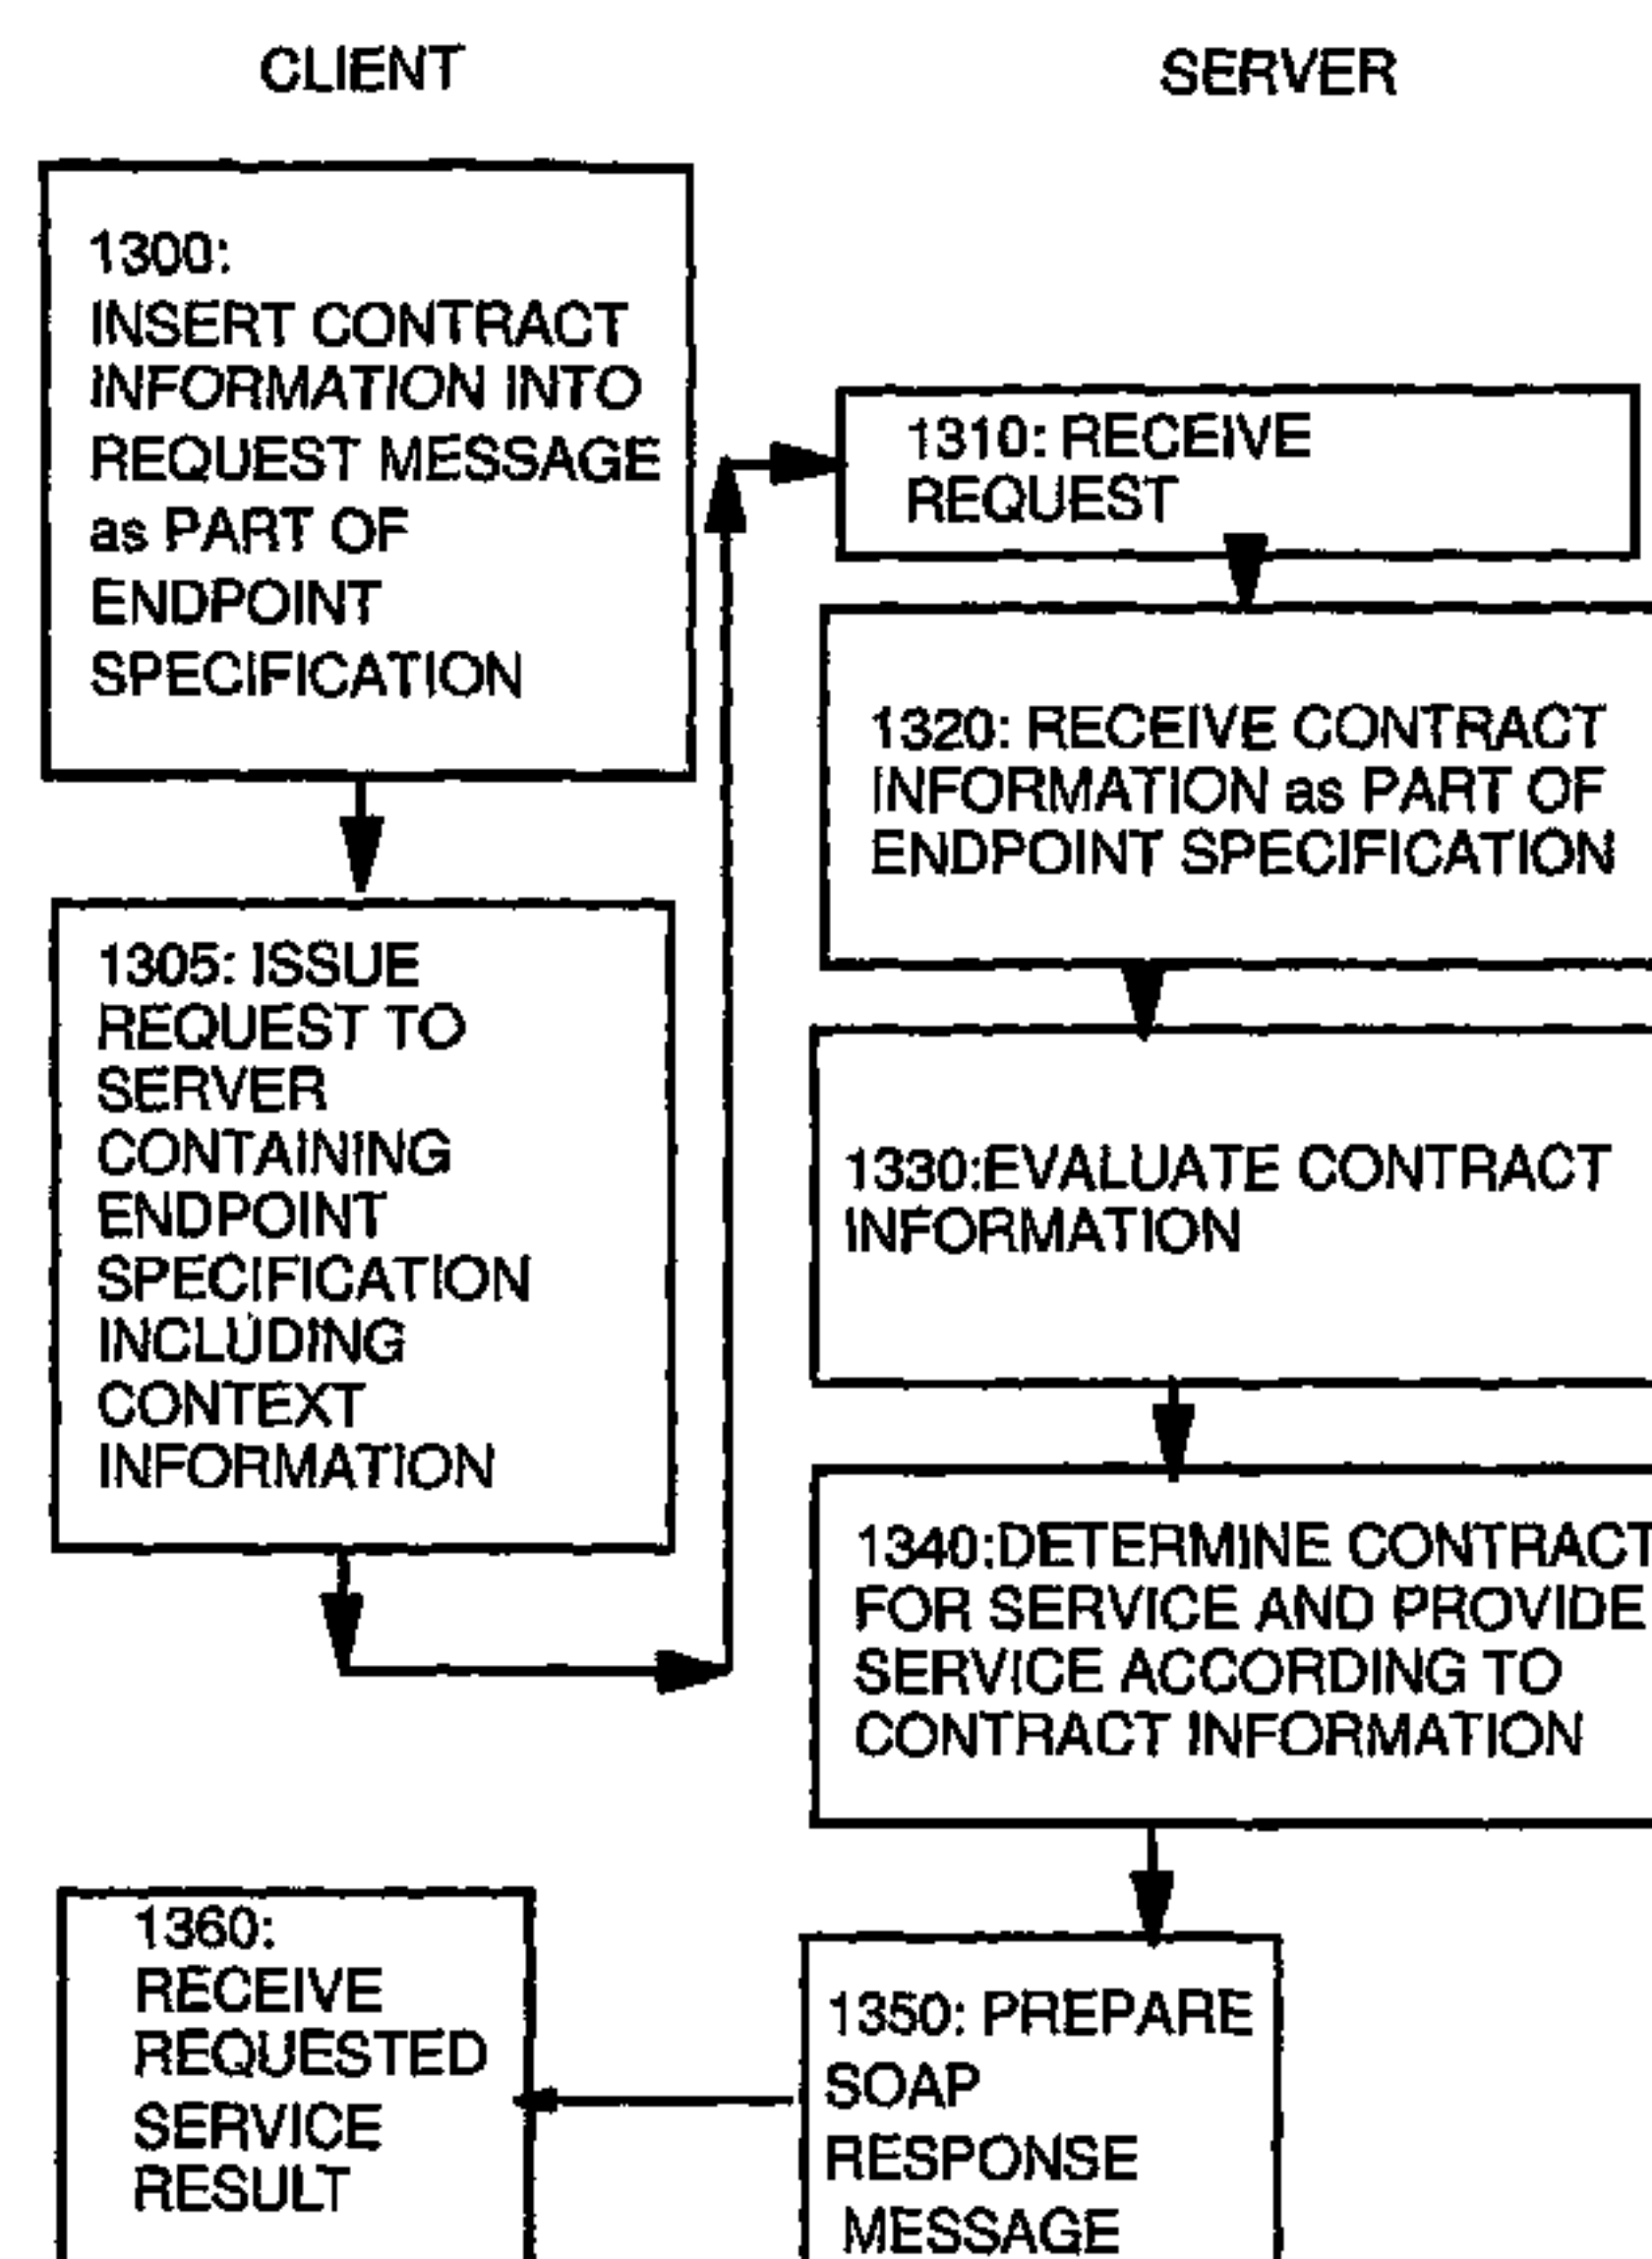 CLIENT
SERVER
1300:
INSERT CONTRACT
INFORMATION INTO
REQUEST MESSAGE
as PART OF
ENDPOINT
SPECIFICATION
1305: ISSUE
REQUEST TO
SERVER
CONTAINING
ENDPOINT
SPECIFICATION
INCLUDING
CONTEXT
INFORMATION
1310: RECEIVE
REQUEST
1320: RECEIVE CONTRACT
INFORMATION as PART OF
ENDPOINT SPECIFICATION
1330:EVALUATE CONTRACT
INFORMATION
1340:DETERMINE CONTRACT
FOR SERVICE AND PROVIDE
SERVICE ACCORDING TO
CONTRACT INFORMATION
1350: PREPARE
SOAP
RESPONSE
MESSAGE
1360:
RECEIVE
REQUESTED
SERVICE
RESULT